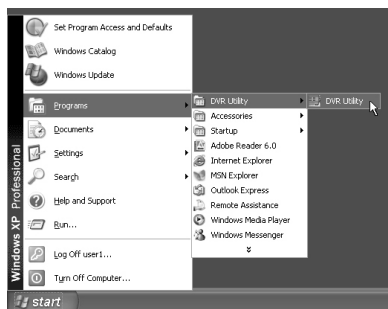 Set Program Access and Defaults
Windows Catalog
Windows Update
Programs
Documents
Settings
Search
Help and Support
Run...
Log Off user1...
Turn Off Computer...
Windows XP Professional
DVR Utility
Accessories
Startup
Adobe Reader 6.0
Internet Explorer
MSN Explorer
Outlook Express
Remote Assistance
Windows Media Player
Windows Messenger
DVR Utility
start